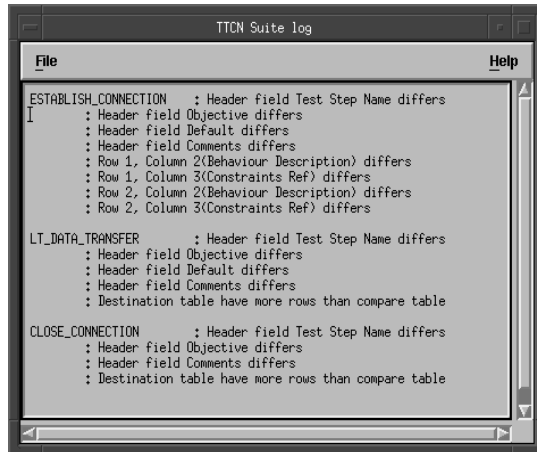 TTCN Suite log
File Help
ESTABLISH_CONNECTION : Header field Test Step Name differs
: Header field Objective differs
: Header field Default differs
: Header field Comments differs
: Row 1, Column 2(Behaviour Description) differs
: Row 1, Column 3(Constraints Ref) differs
: Row 2, Column 2(Behaviour Description) differs
: Row 2, Column 3(Constraints Ref) differs
LT_DATA_TRANSFER : Header field Test Step Name differs
: Header field Objective differs
: Header field Default differs
: Header field Comments differs
: Destination table have more rows than compare table
CLOSE_CONNECTION : Header field Test Step Name differs
: Header field Objective differs
: Header field Comments differs
: Destination table have more rows than compare table